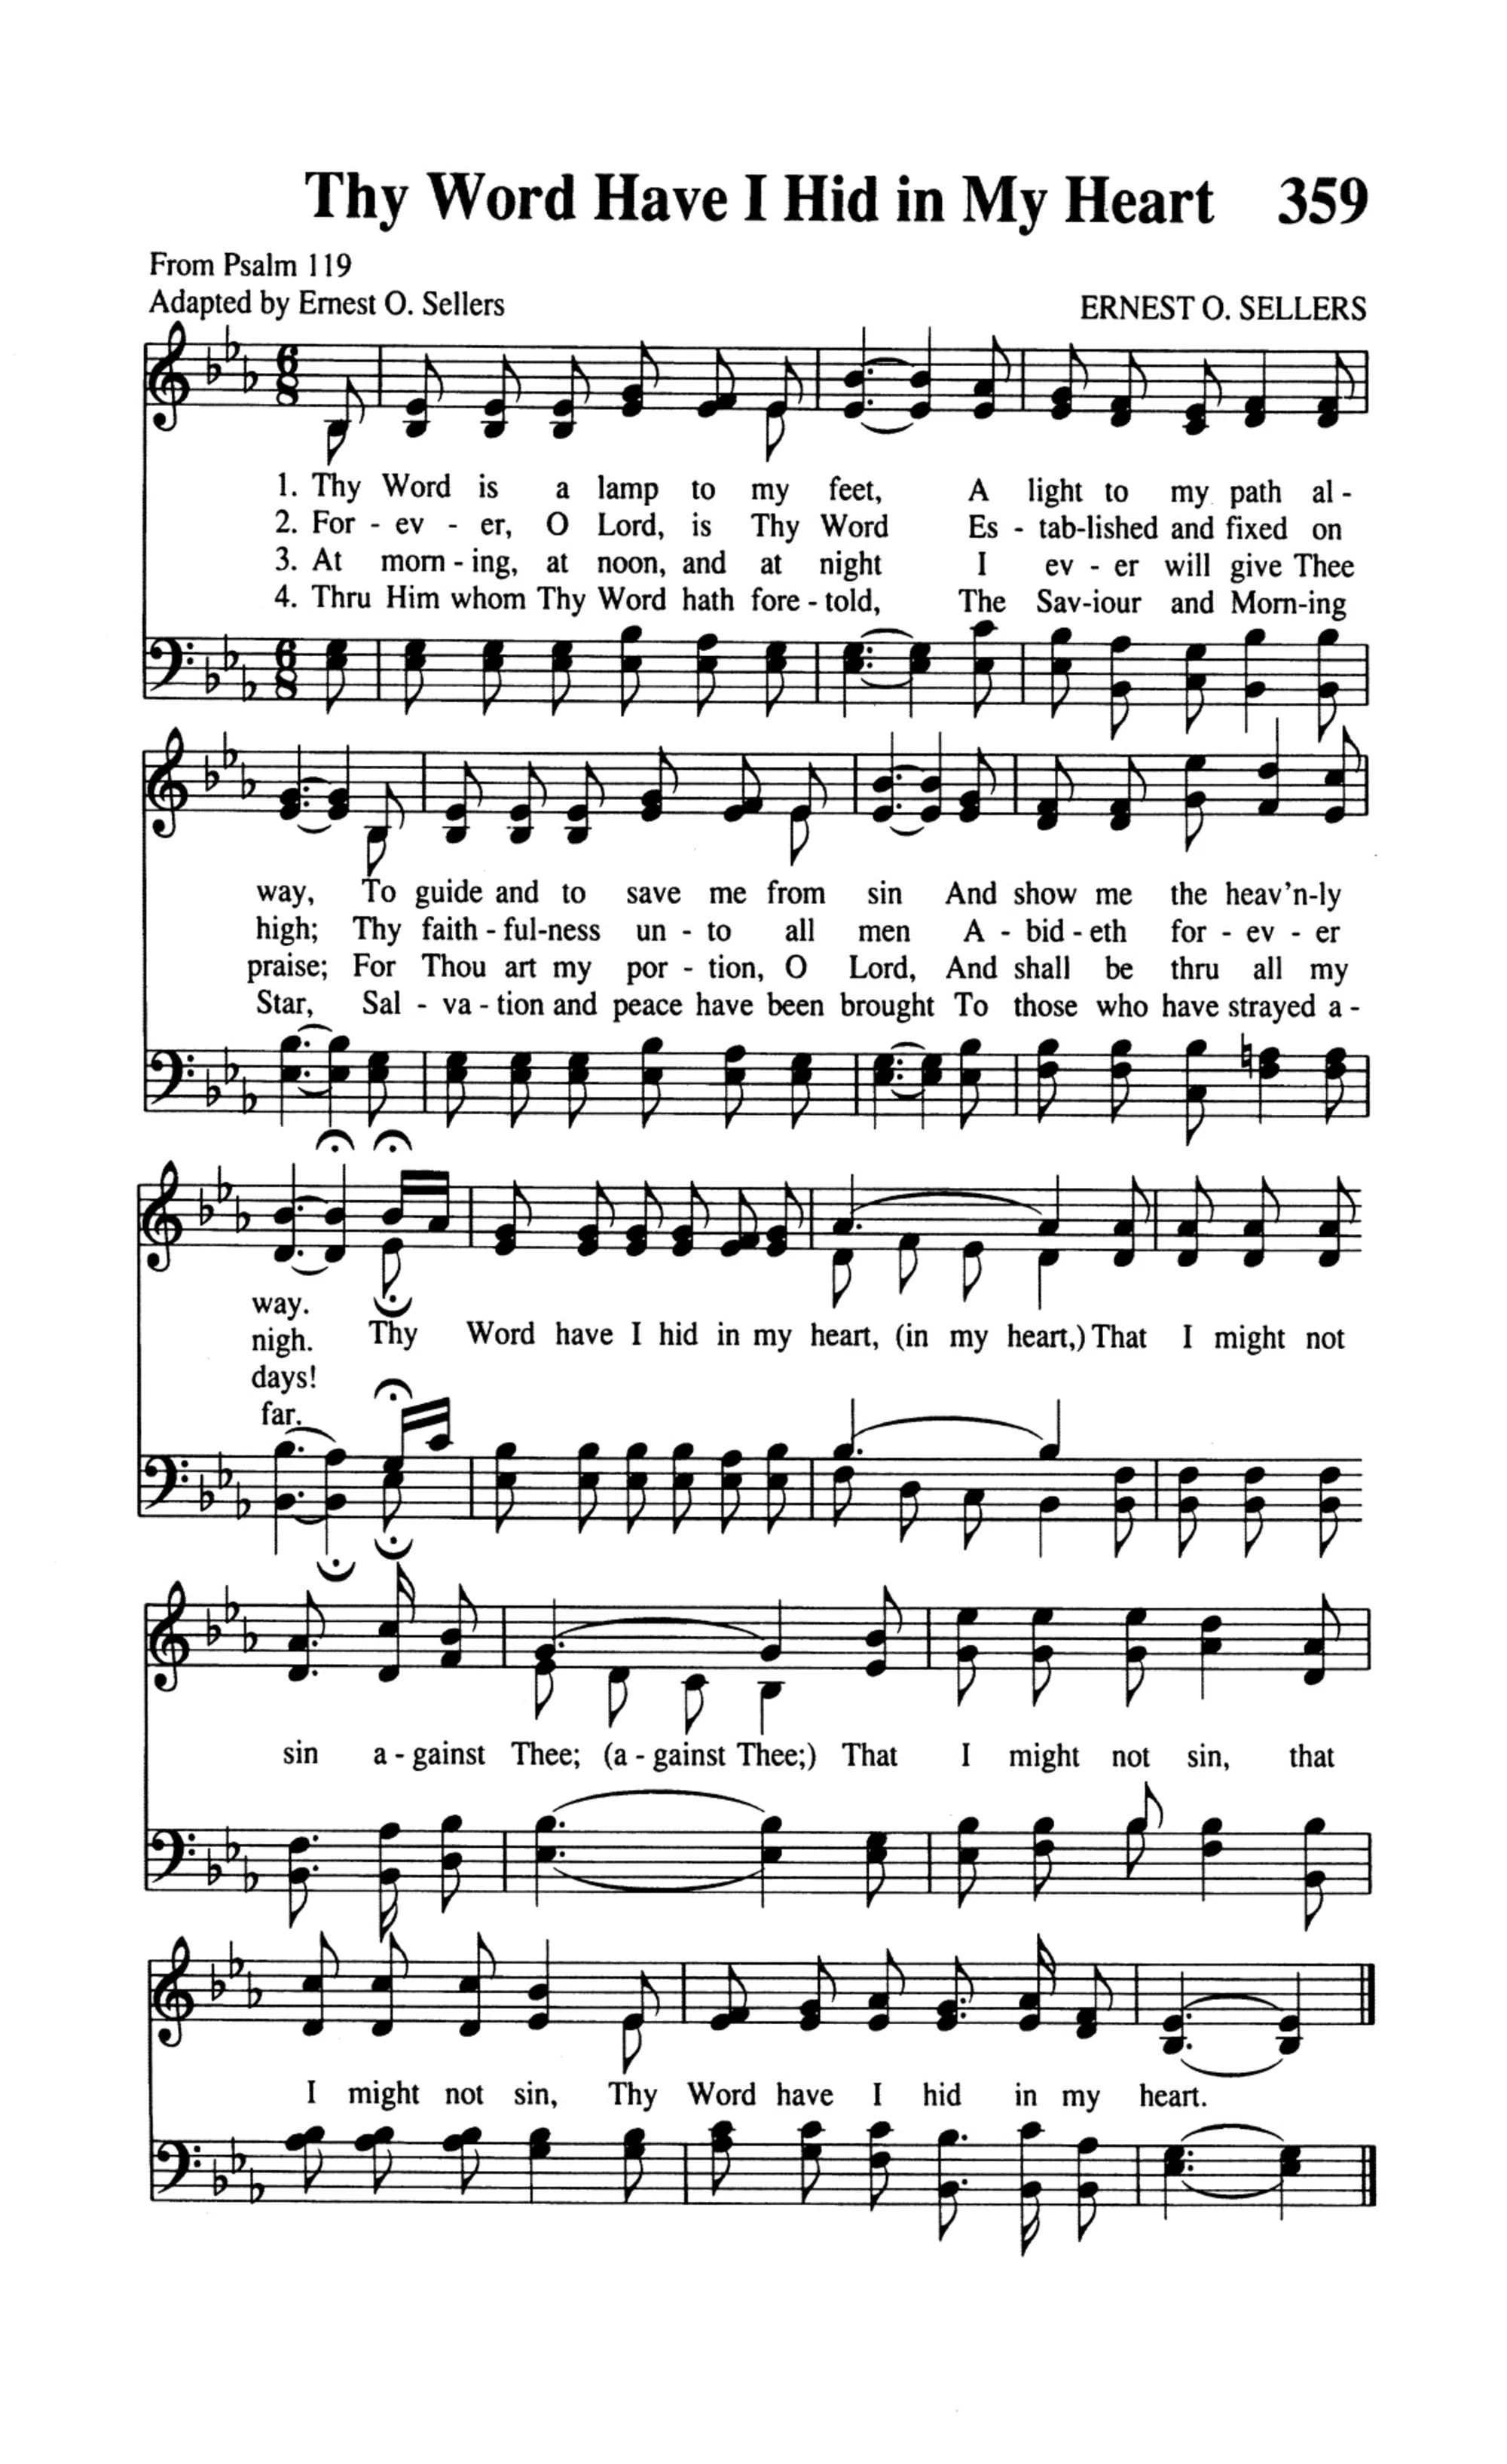 Thy Word Have I Hid in My Heart 359
From Psalm 119
Adapted by Ernest O. Sellers
ERNEST O. SELLERS
1. Thy Word is a lamp to my feet, A light to my path al -
2. For - ev - er, O Lord, is Thy Word Es - tab-lished and fixed on
3. At morn - ing, at noon, and at night I ev - er will give Thee
4. Thru Him whom Thy Word hath fore - told, The Sav-iour and Morn-ing
way, To guide and to save me from sin And show me the heav'n-ly
high; Thy faith - ful-ness un - to all men A - bid - eth for - ev - er
praise; For Thou art my por - tion, O Lord, And shall be thru all my
Star, Sal - va - tion and peace have been brought To those who have strayed a -
way.
nigh. Thy Word have I hid in my heart, (in my heart,) That I might not
days!
far.
sin a - gainst Thee; (a - gainst Thee;) That I might not sin, that
I might not sin, Thy Word have I hid in my heart.